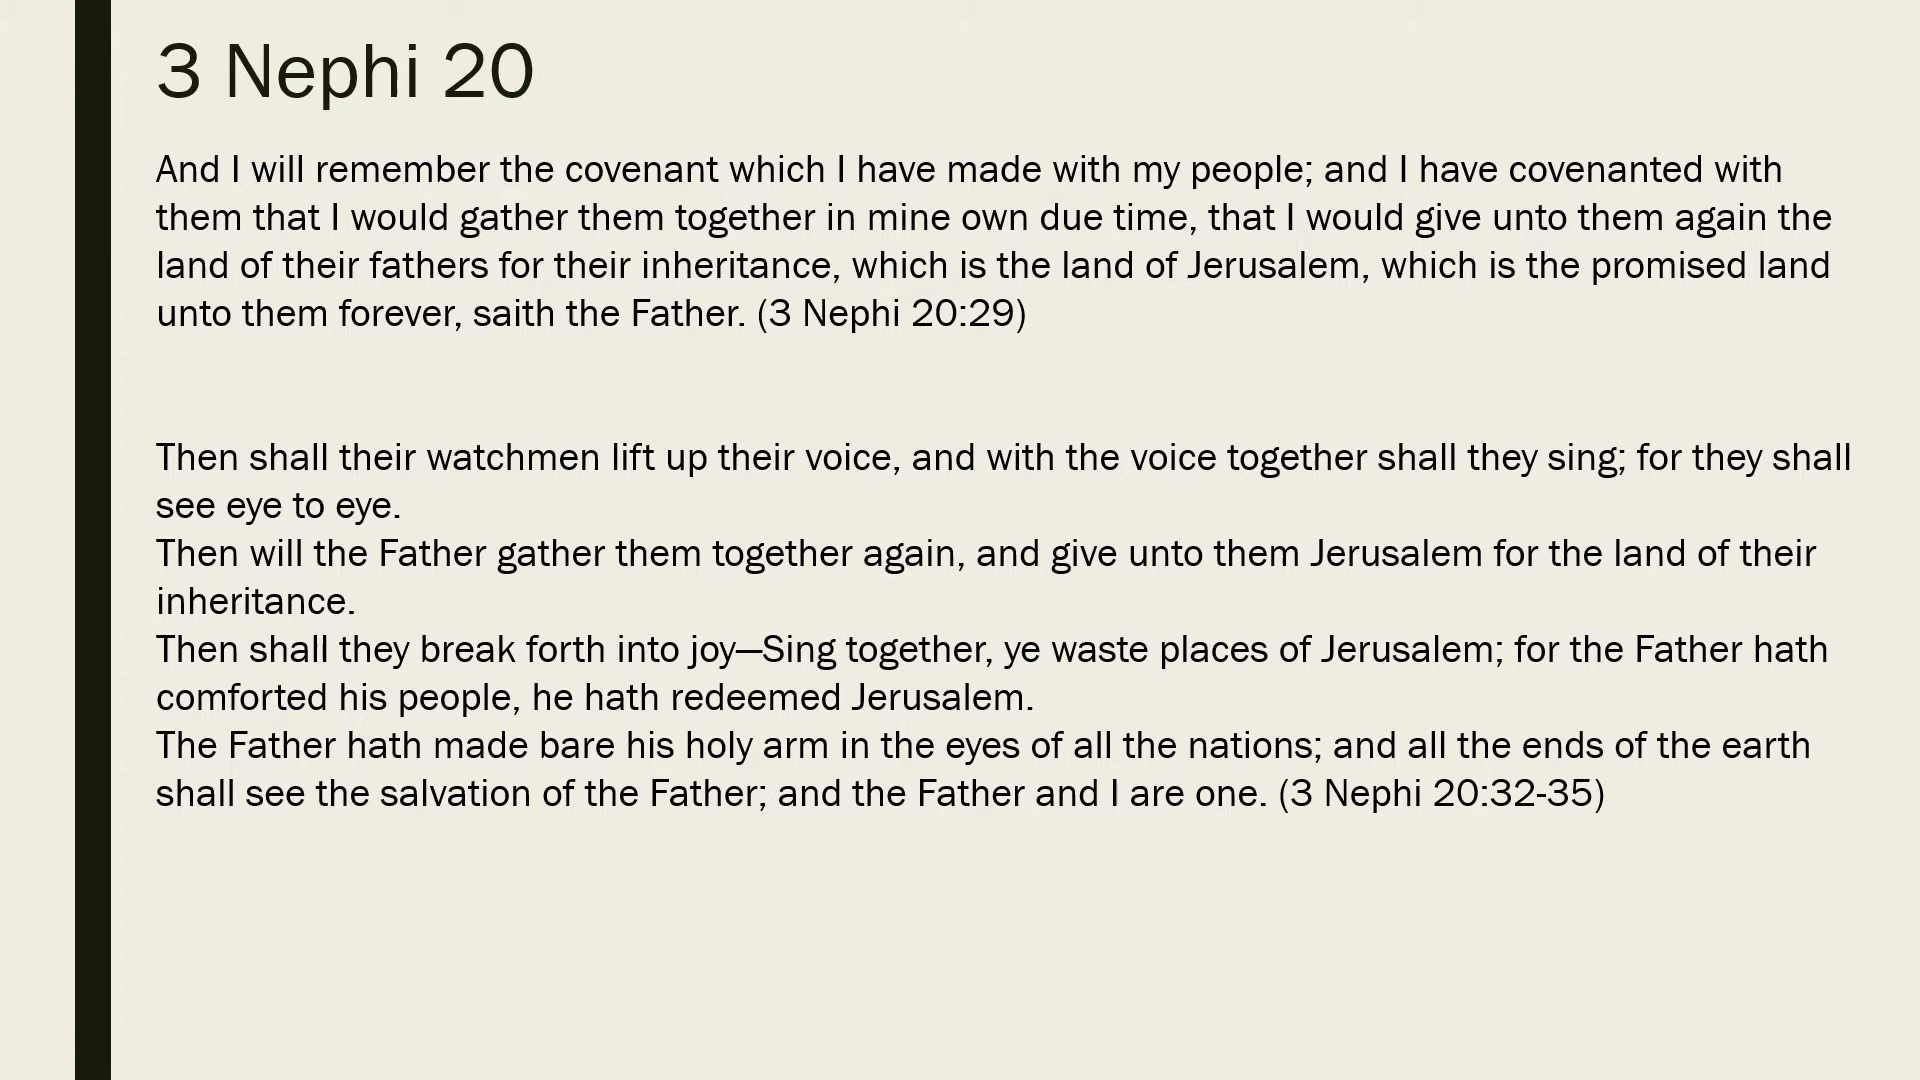 3 Nephi 20
And I will remember the covenant which I have made with my people; and I have covenanted with
them that I would gather them together in mine own due time, that I would give unto them again the
land of their fathers for their inheritance, which is the land of Jerusalem, which is the promised land
unto them forever, saith the Father. (3 Nephi 20:29)
Then shall their watchmen lift up their voice, and with the voice together shall they sing; for they shall
see eye to eye.
Then will the Father gather them together again, and give unto them Jerusalem for the land of their
inheritance.
Then shall they break forth into joy—Sing together, ye waste places of Jerusalem; for the Father hath
comforted his people, he hath redeemed Jerusalem.
The Father hath made bare his holy arm in the eyes of all the nations; and all the ends of the earth
shall see the salvation of the Father; and the Father and I are one. (3 Nephi 20:32-35)